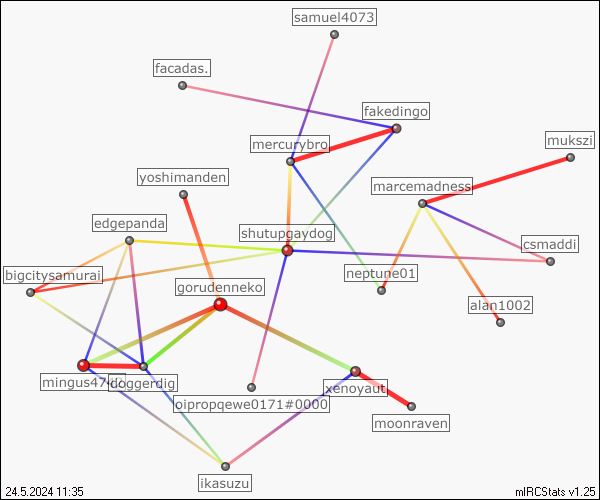 samuel4073
facadas.
fakedingo
mercurybro
mukszi
yoshimanden
marcemadness
edgepanda
shutupgaydog
csmaddi
bigcitysamurai
neptune01
gorudenneko
alan1002
doggerdig
xenoyaut
oipropqewe0171#0000
moonraven
ikasuzu
24.5.2024 11:35
mIRCStats v1.25